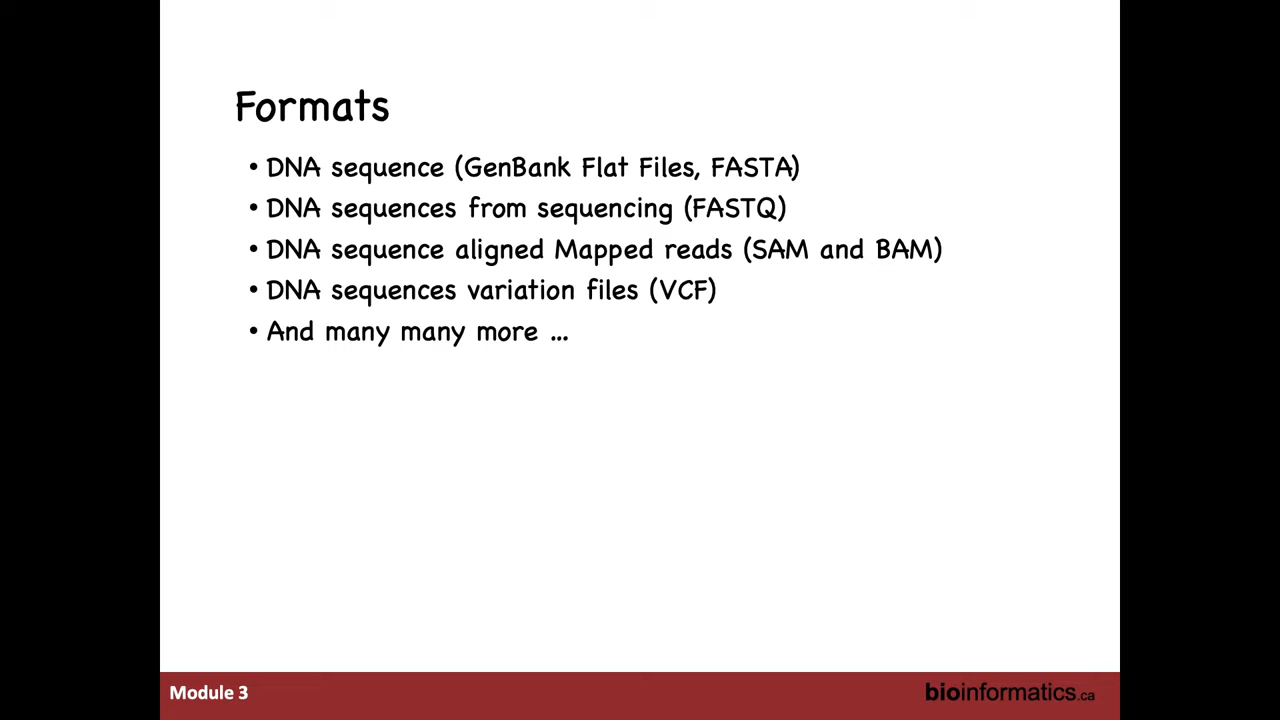 Formats
• DNA sequence (GenBank Flat Files, FASTA)
• DNA sequences from sequencing (FASTQ)
• DNA sequence aligned Mapped reads (SAM and BAM)
• DNA sequences variation files (VCF)
• And many many more ...
Module 3
bioinformatics.ca